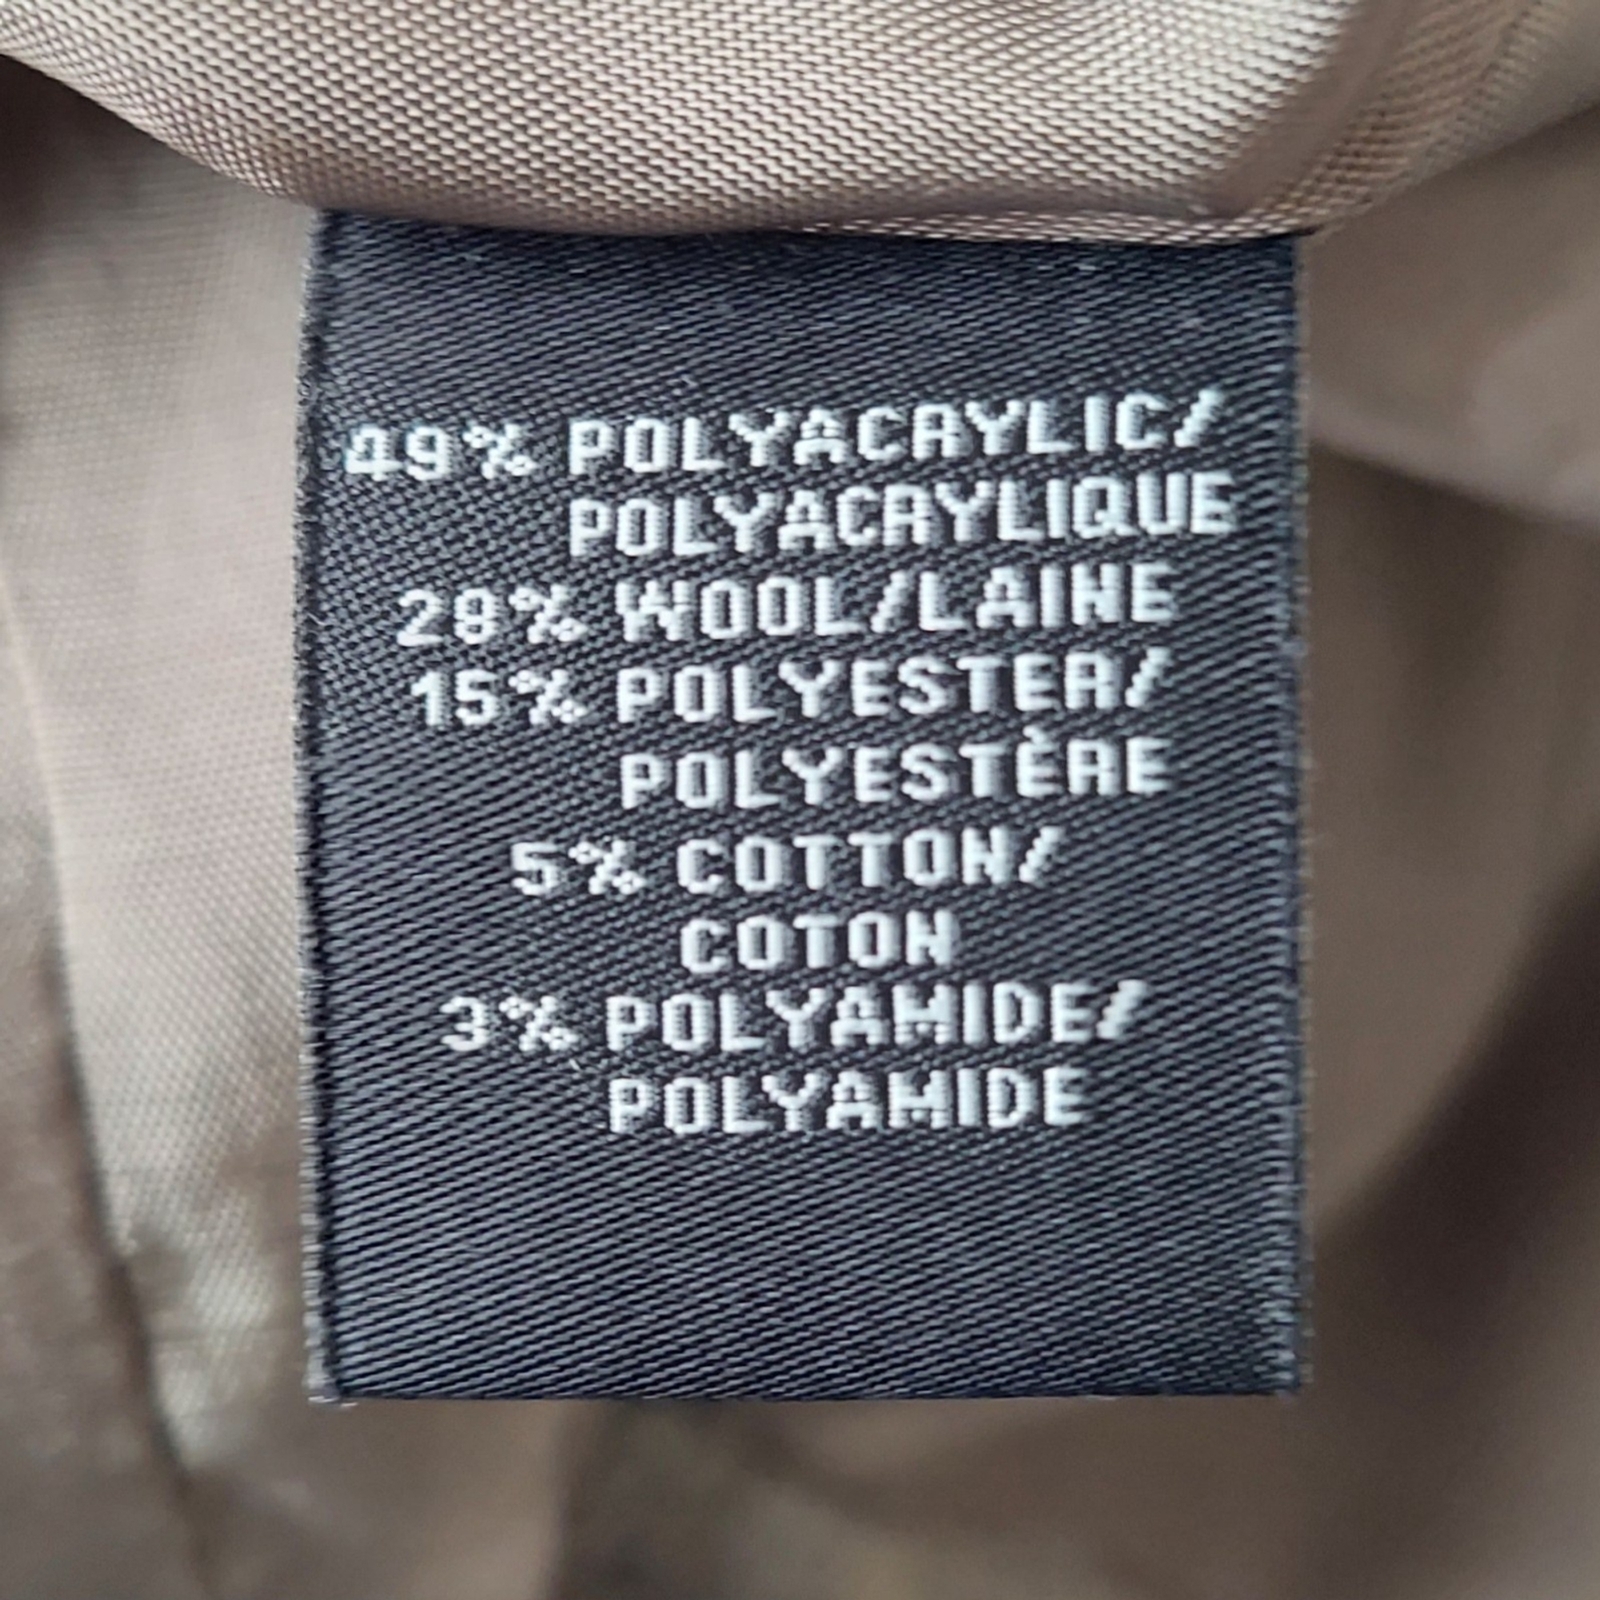 49% POLYACRYLIC/
POLYACRYLIQUE
28% WOOL/LAINE
15% POLYESTER/
POLYESTÈRE
5% COTTON/
COTON
3% POLYAMIDE/
POLYAMIDE